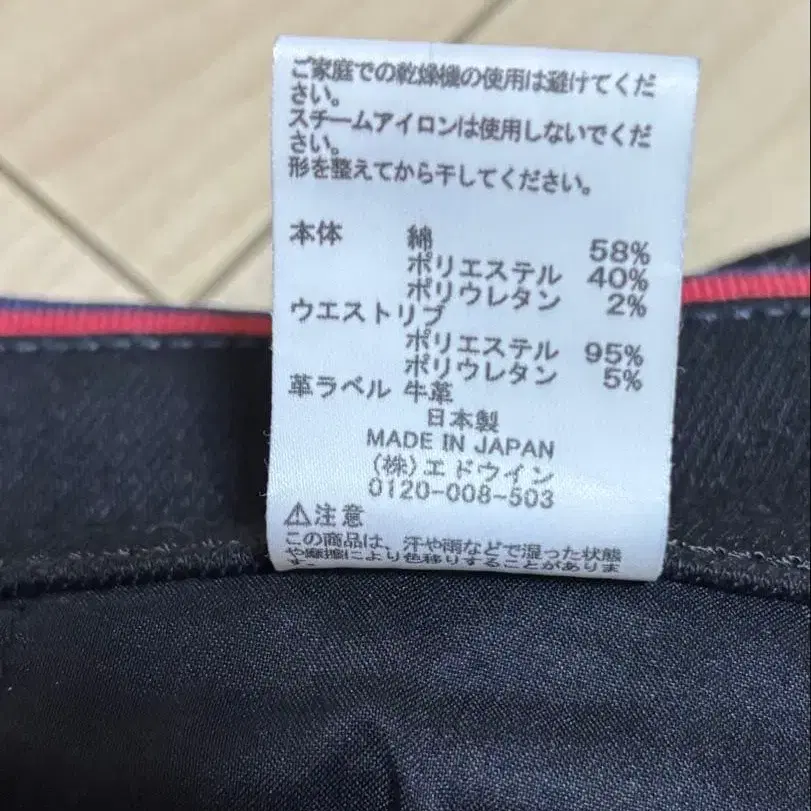 ご家庭での乾燥機の使用は避けてくだ
さい。
スチームアイロンは使用しないでくだ
さい。
形を整えてから干してください。
本体 綿 58%
ポリエステル 40%
ポリウレタン 2%
ウエストリブ
ポリエステル 95%
ポリウレタン 5%
革ラベル 牛革
日本製
MADE IN JAPAN
(株)エドウイン
0120-008-503
⚠注意
この商品は、汗や雨などで湿った状態
や摩擦により色移りすることがありま
す。